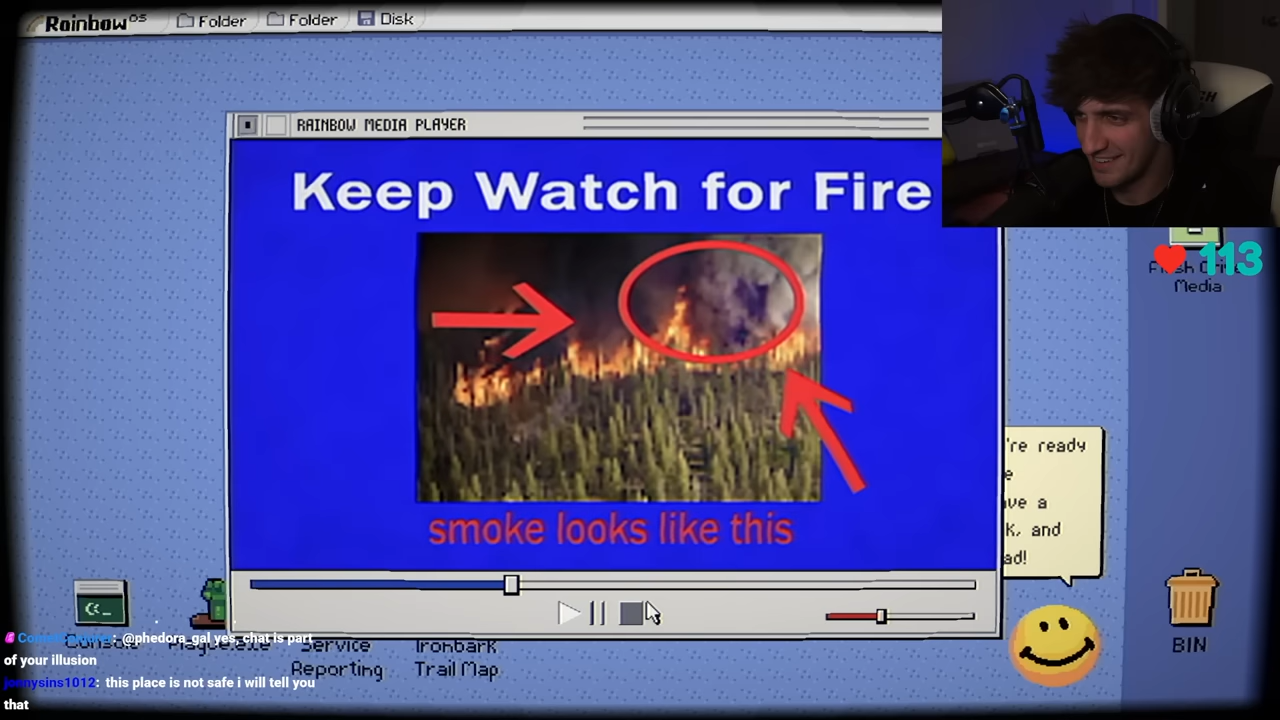 Rainbow OS
Folder
Folder
Disk
RAINBOW MEDIA PLAYER
Keep Watch for Fire
smoke looks like this
113
Media
're ready
e
ve a
k, and
ad!
Console
Service
Reporting
Ironbark
Trail Map
BIN
: @phedora_gal yes, chat is part
of your illusion
jennysins1012: this place is not safe i will tell you
that